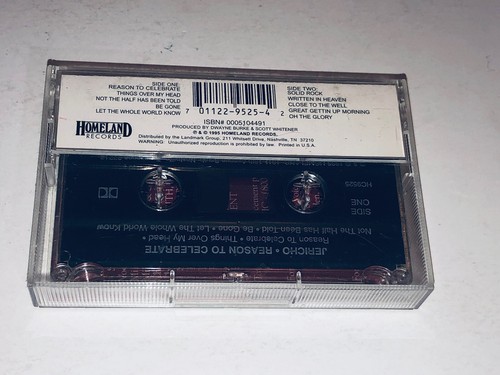 SIDE ONE
REASON TO CELEBRATE
THINGS OVER MY HEAD
NOT THE HALF HAS BEEN TOLD
BE GONE
LET THE WHOLE WORLD KNOW
7 01122-9525-4 2
SIDE TWO:
SOLID ROCK
WRITTEN IN HEAVEN
CLOSE TO THE WELL
GREAT GETTIN UP MORNING
OH THE GLORY
ISBN# 0005104491
PRODUCED BY DWAYNE BURKE & SCOTT WHITENER
℗ & © 1995 HOMELAND RECORDS.
Distributed by the Landmark Group, 211 Whitsett Drive, Nashville, TN 37210
WARNING: Unauthorized reproduction is prohibited by law. Printed in U.S.A.
HOMELAND
RECORDS
JERICHO • REASON TO CELEBRATE
Reason To Celebrate • Things Over My Head •
Not The Half Has Been Told • Be Gone • Let The Whole World Know
SIDE
ONE
HC9525